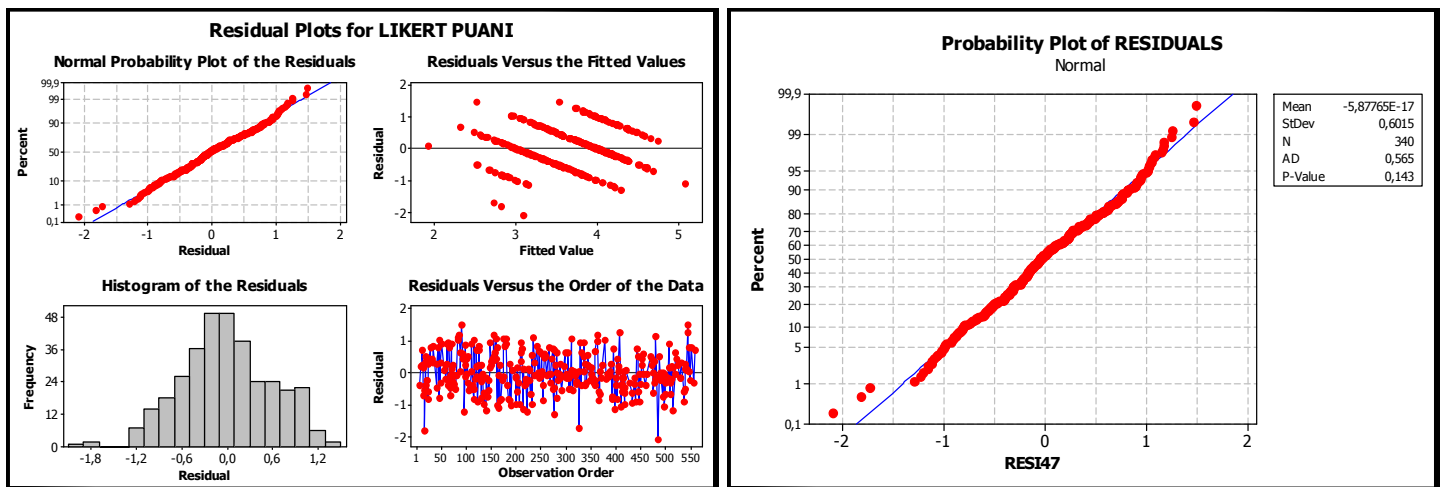 Residual Plots for LIKERT PUANI
Normal Probability Plot of the Residuals
Percent
99,9
99
90
50
10
1
0,1
-2 -1 0 1 2
Residual
Residuals Versus the Fitted Values
Residual
2
1
0
-1
-2
2 3 4 5
Fitted Value
Histogram of the Residuals
Frequency
48
36
24
12
0
-1,8 -1,2 -0,6 0,0 0,6 1,2
Residual
Residuals Versus the Order of the Data
Residual
2
1
0
-1
-2
1 50 100 150 200 250 300 350 400 450 500 550
Observation Order
Probability Plot of RESIDUALS
Normal
Percent
99,9
99
95
90
80
70
60
50
40
30
20
10
5
1
0,1
-2 -1 0 1 2
RESI47
Mean -5,87765E-17
StDev 0,6015
N 340
AD 0,565
P-Value 0,143